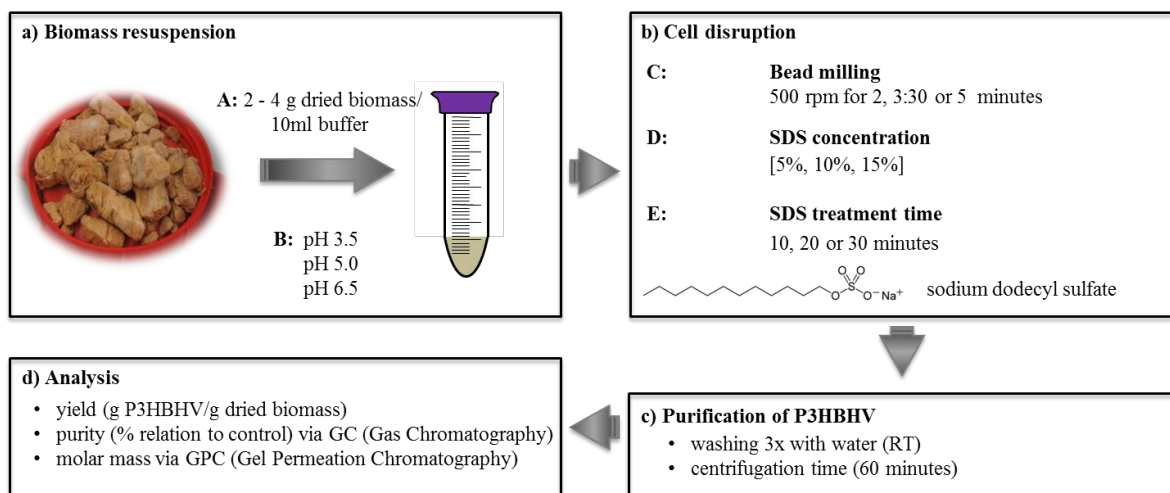 a) Biomass resuspension
A: 2 - 4 g dried biomass/
10ml buffer
B: pH 3.5
pH 5.0
pH 6.5
b) Cell disruption
C: Bead milling
500 rpm for 2, 3:30 or 5 minutes
D: SDS concentration
[5%, 10%, 15%]
E: SDS treatment time
10, 20 or 30 minutes
O O
O S O⁻Na⁺ sodium dodecyl sulfate
c) Purification of P3HBHV
• washing 3x with water (RT)
• centrifugation time (60 minutes)
d) Analysis
• yield (g P3HBHV/g dried biomass)
• purity (% relation to control) via GC (Gas Chromatography)
• molar mass via GPC (Gel Permeation Chromatography)